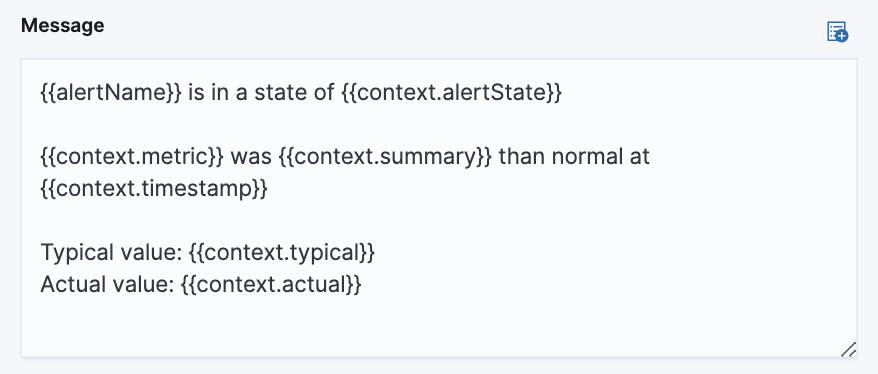 Message
{{alertName}} is in a state of {{context.alertState}}
{{context.metric}} was {{context.summary}} than normal at
{{context.timestamp}}
Typical value: {{context.typical}}
Actual value: {{context.actual}}